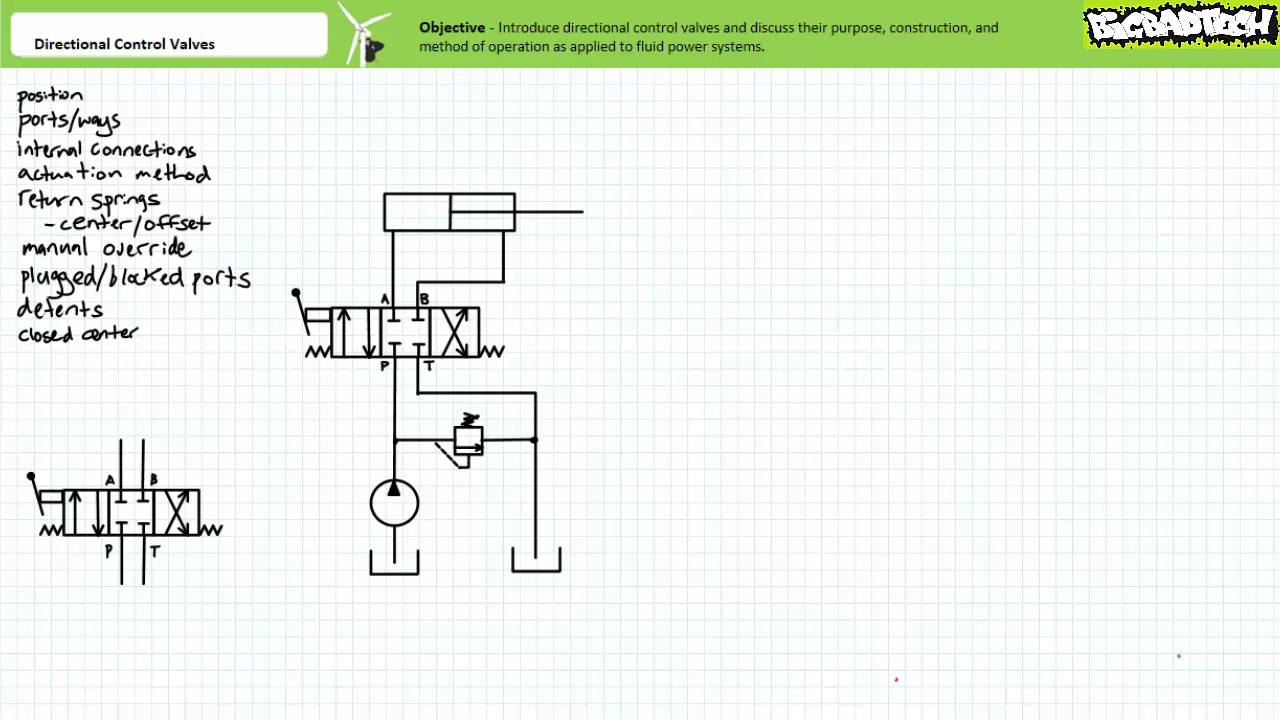 Directional Control Valves
Objective - Introduce directional control valves and discuss their purpose, construction, and
method of operation as applied to fluid power systems.
BIGBADTECH
position
ports/ways
internal connections
actuation method
return springs
- center/offset
manual override
plugged/blocked ports
detents
closed center
A B
P T
A B
P T